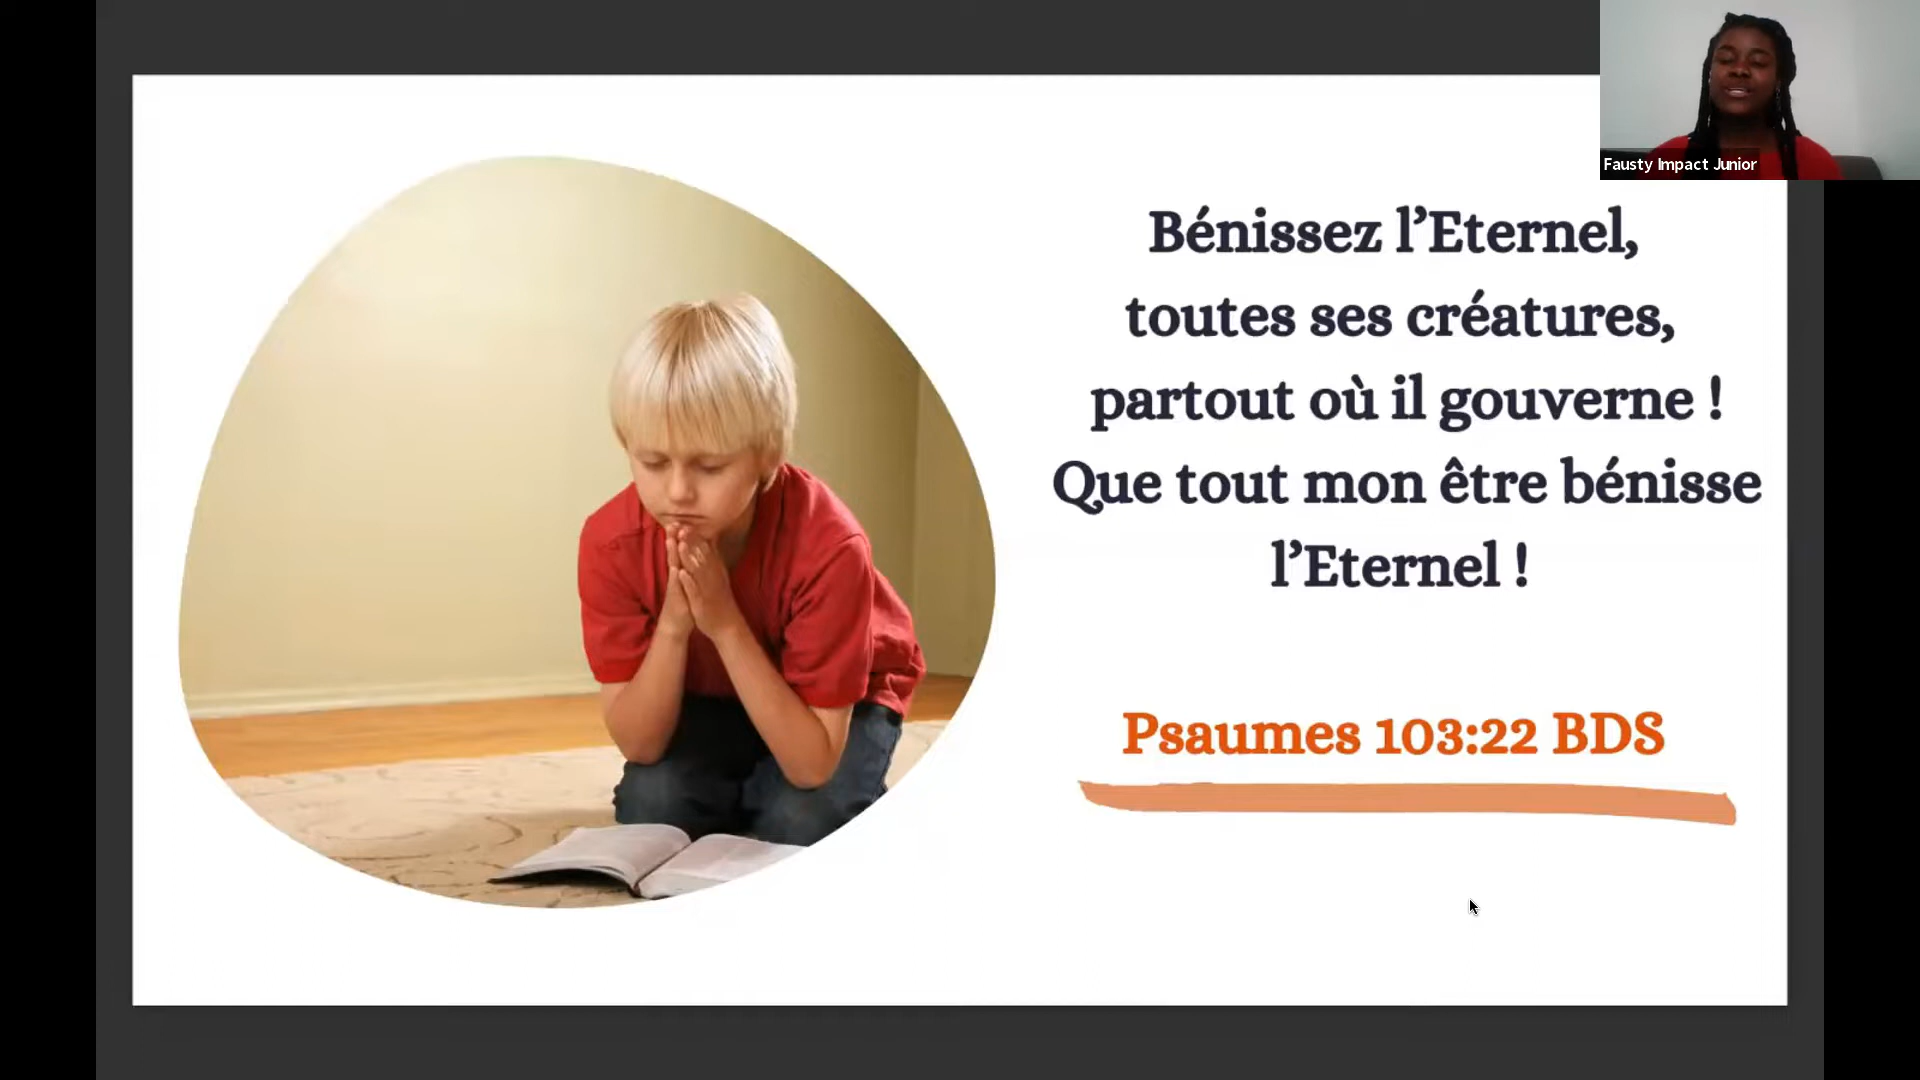 Fausty Impact Junior
Bénissez l’Eternel,
toutes ses créatures,
partout où il gouverne !
Que tout mon être bénisse
l’Eternel !
Psaumes 103:22 BDS